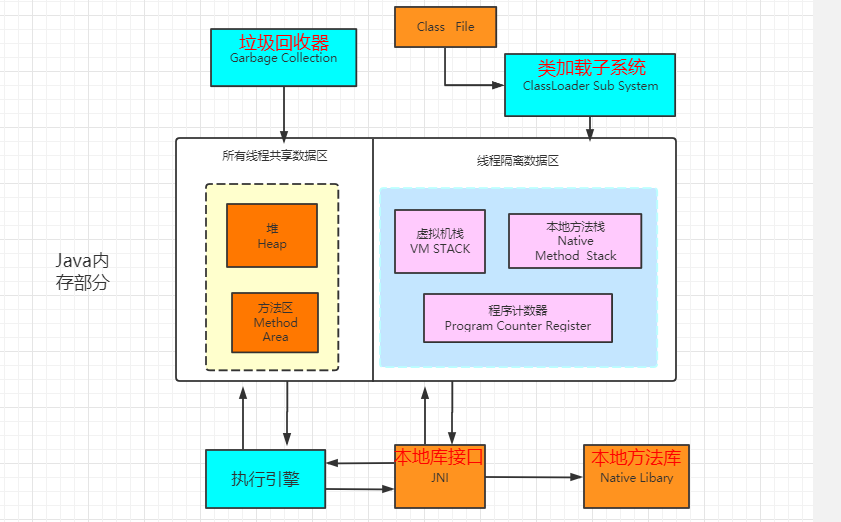 Class File
垃圾回收器
Garbage Collection
类加载子系统
ClassLoader Sub System
所有线程共享数据区
线程隔离数据区
堆
Heap
虚拟机栈
VM STACK
本地方法栈
Native
Method Stack
Java内
存部分
方法区
Method
Area
程序计数器
Program Counter Register
执行引擎
本地库接口
JNI
本地方法库
Native Libary